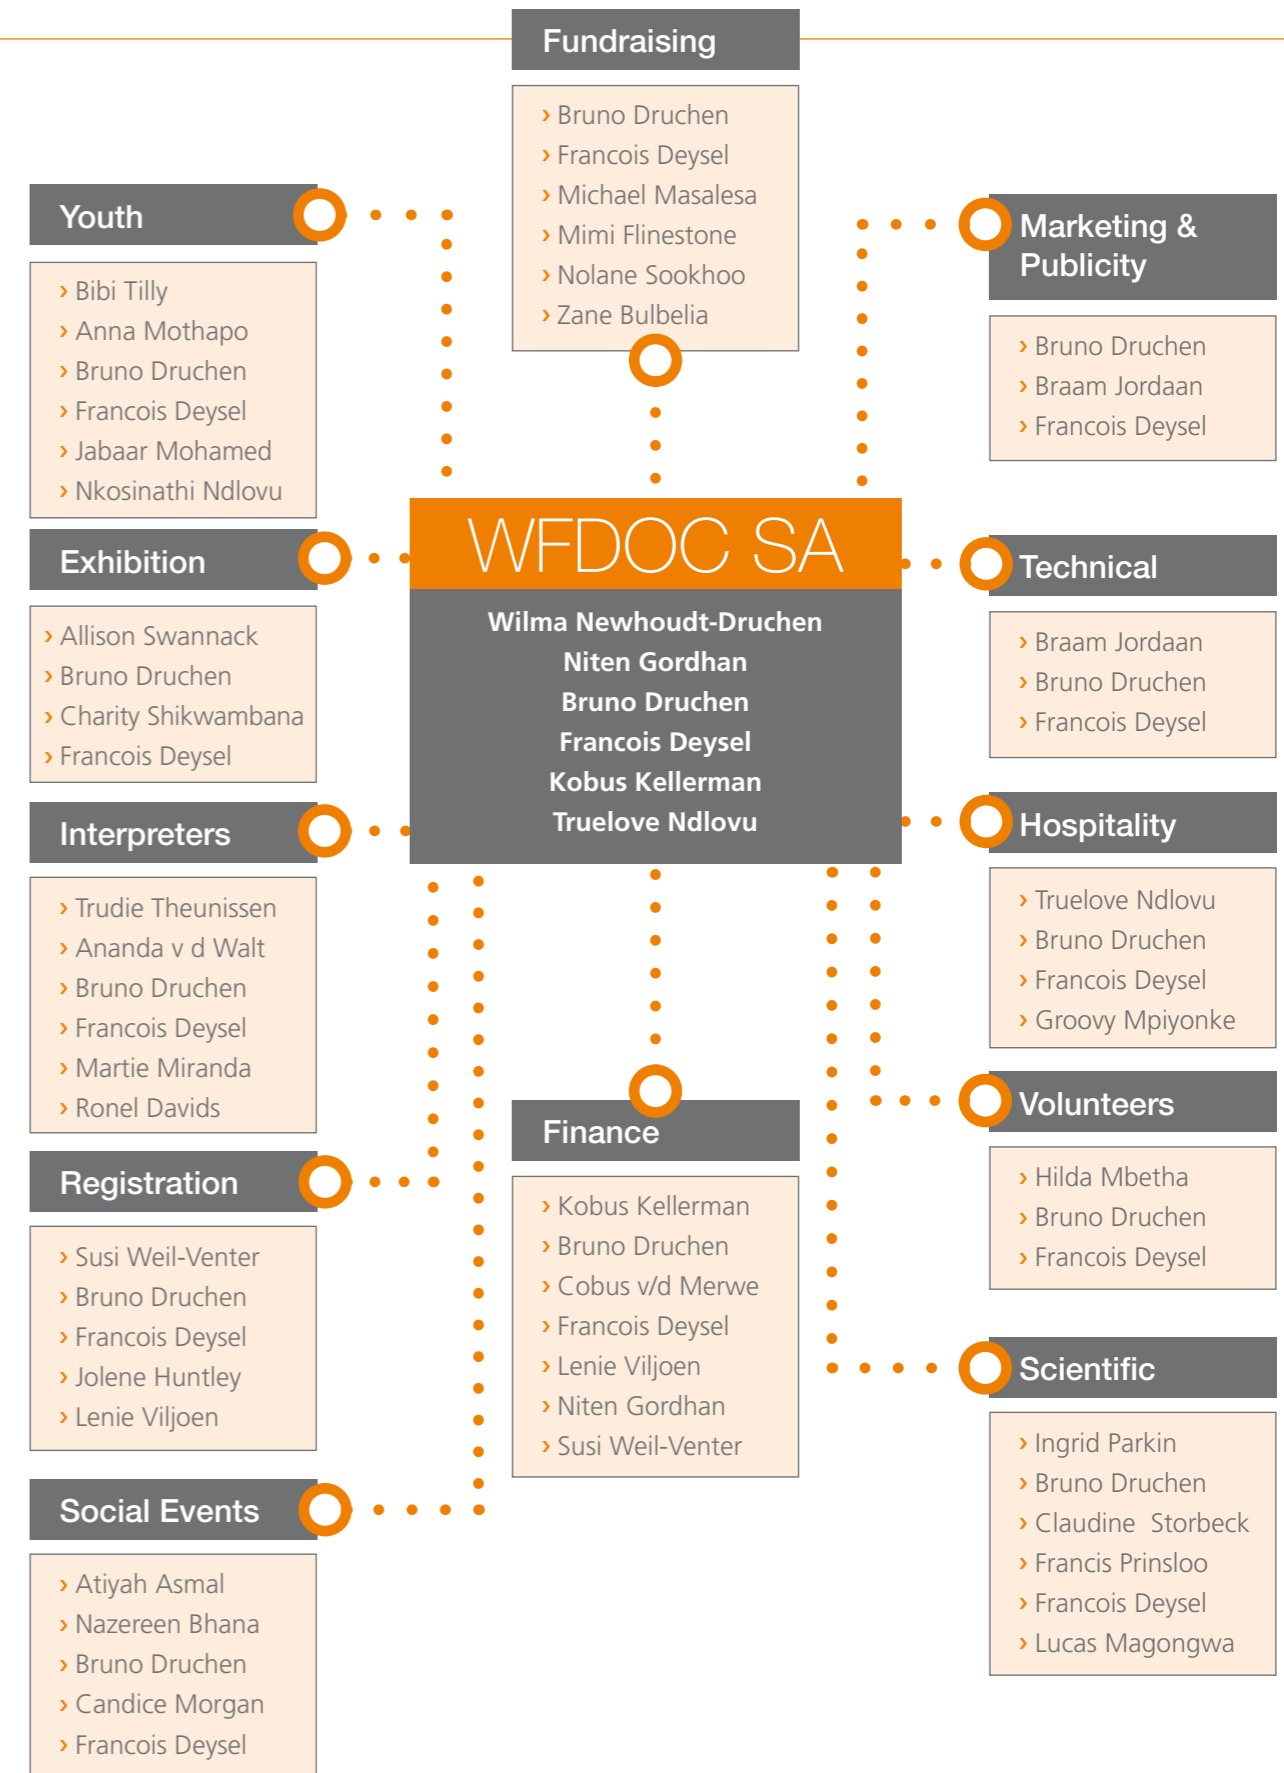 Fundraising
› Bruno Druchen
› Francois Deysel
› Michael Masalesa
› Mimi Flinestone
› Nolane Sookhoo
› Zane Bulbelia
Youth
› Bibi Tilly
› Anna Mothapo
› Bruno Druchen
› Francois Deysel
› Jabaar Mohamed
› Nkosinathi Ndlovu
Marketing &
Publicity
› Bruno Druchen
› Braam Jordaan
› Francois Deysel
WFDOC SA
Wilma Newhoudt-Druchen
Niten Gordhan
Bruno Druchen
Francois Deysel
Kobus Kellerman
Truelove Ndlovu
Exhibition
› Allison Swannack
› Bruno Druchen
› Charity Shikwambana
› Francois Deysel
Technical
› Braam Jordaan
› Bruno Druchen
› Francois Deysel
Interpreters
› Trudie Theunissen
› Ananda v d Walt
› Bruno Druchen
› Francois Deysel
› Martie Miranda
› Ronel Davids
Hospitality
› Truelove Ndlovu
› Bruno Druchen
› Francois Deysel
› Groovy Mpiyonke
Registration
› Susi Weil-Venter
› Bruno Druchen
› Francois Deysel
› Jolene Huntley
› Lenie Viljoen
Finance
› Kobus Kellerman
› Bruno Druchen
› Cobus v/d Merwe
› Francois Deysel
› Lenie Viljoen
› Niten Gordhan
› Susi Weil-Venter
Volunteers
› Hilda Mbetha
› Bruno Druchen
› Francois Deysel
Social Events
› Atiyah Asmal
› Nazereen Bhana
› Bruno Druchen
› Candice Morgan
› Francois Deysel
Scientific
› Ingrid Parkin
› Bruno Druchen
› Claudine Storbeck
› Francis Prinsloo
› Francois Deysel
› Lucas Magongwa